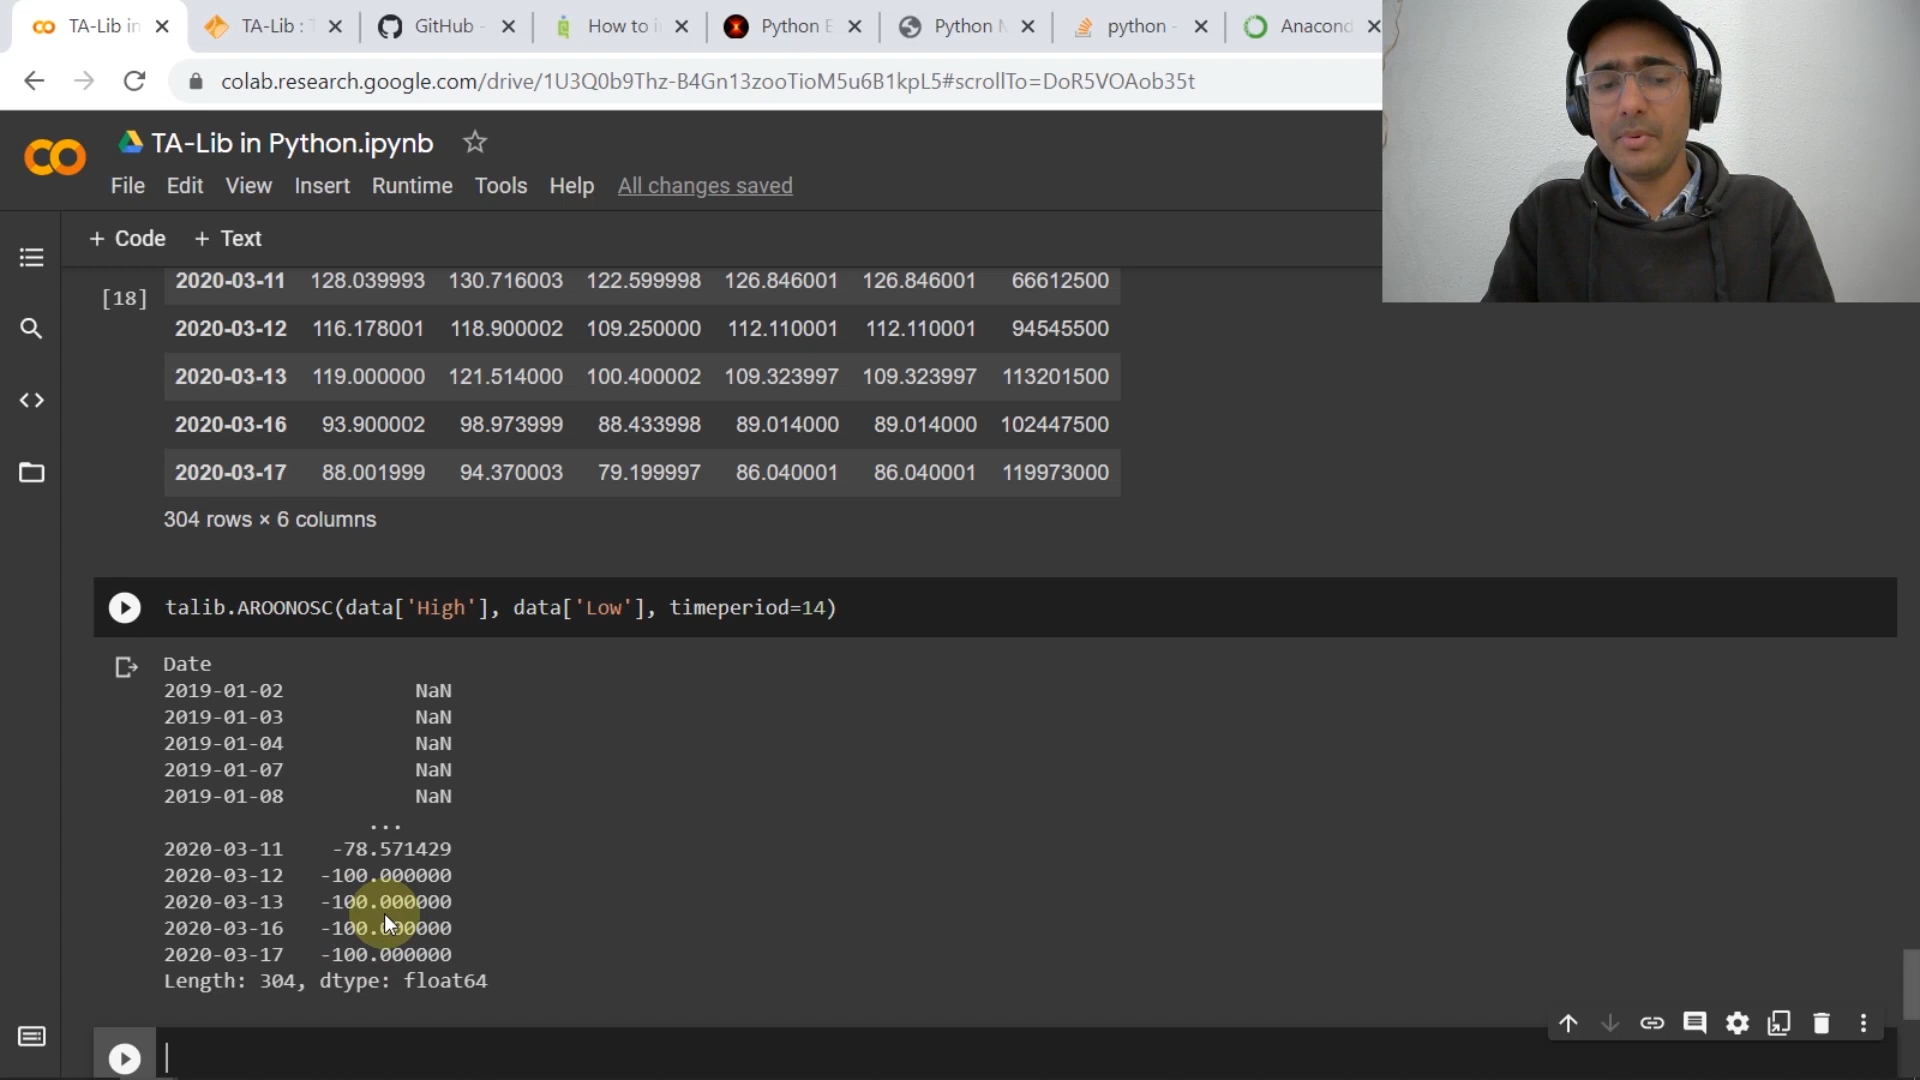 TA-Lib in
TA-Lib : T
GitHub -
How to i
Python E
Python N
python -
Anacond
colab.research.google.com/drive/1U3Q0b9Thz-B4Gn13zooTioM5u6B1kpL5#scrollTo=DoR5VOAob35t
TA-Lib in Python.ipynb
File Edit View Insert Runtime Tools Help All changes saved
+ Code + Text
[18]
2020-03-11 128.039993 130.716003 122.599998 126.846001 126.846001 66612500
2020-03-12 116.178001 118.900002 109.250000 112.110001 112.110001 94545500
2020-03-13 119.000000 121.514000 100.400002 109.323997 109.323997 113201500
2020-03-16 93.900002 98.973999 88.433998 89.014000 89.014000 102447500
2020-03-17 88.001999 94.370003 79.199997 86.040001 86.040001 119973000
304 rows × 6 columns
talib.AROONOSC(data['High'], data['Low'], timeperiod=14)
Date
2019-01-02 NaN
2019-01-03 NaN
2019-01-04 NaN
2019-01-07 NaN
2019-01-08 NaN
...
2020-03-11 -78.571429
2020-03-12 -100.000000
2020-03-13 -100.000000
2020-03-16 -100.000000
2020-03-17 -100.000000
Length: 304, dtype: float64